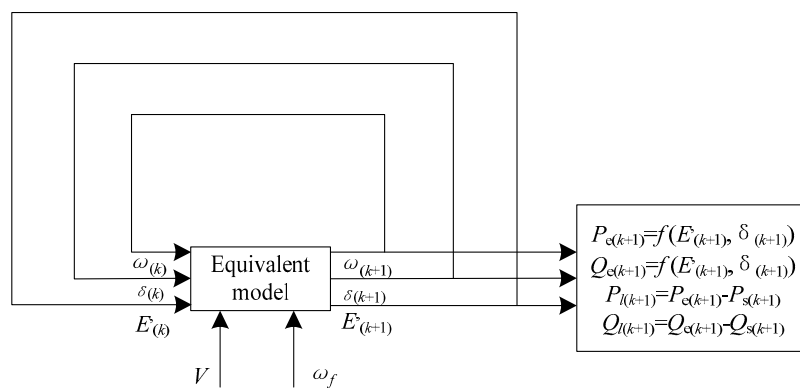 ω(k)
δ(k)
E'(k)
Equivalent
model
ω(k+1)
δ(k+1)
E'(k+1)
V
ωf
Pe(k+1)=f(E'(k+1), δ(k+1))
Qe(k+1)=f(E'(k+1), δ(k+1))
Pl(k+1)=Pe(k+1)-Ps(k+1)
Ql(k+1)=Qe(k+1)-Qs(k+1)